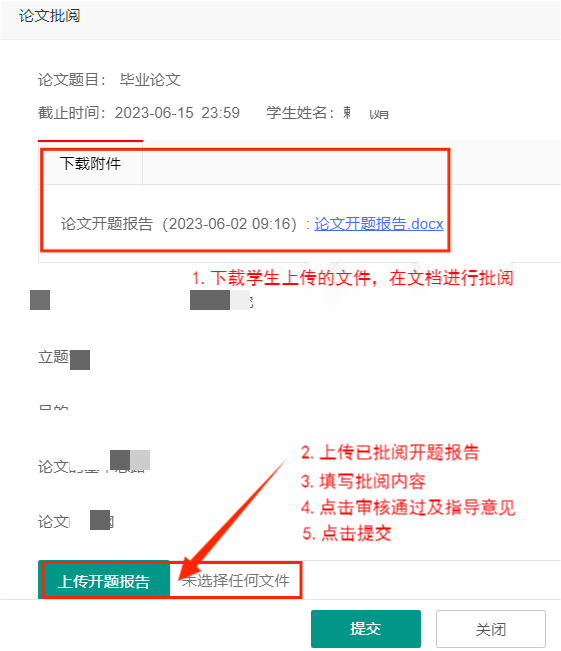 论文批阅
论文题目： 毕业论文
截止时间：2023-06-15 23:59 学生姓名：
下载附件
论文开题报告（2023-06-02 09:16）: 论文开题报告.docx
1. 下载学生上传的文件，在文档进行批阅
立题
目的
论文
2. 上传已批阅开题报告
3. 填写批阅内容
4. 点击审核通过及指导意见
论文
5. 点击提交
上传开题报告 未选择任何文件
提交 关闭